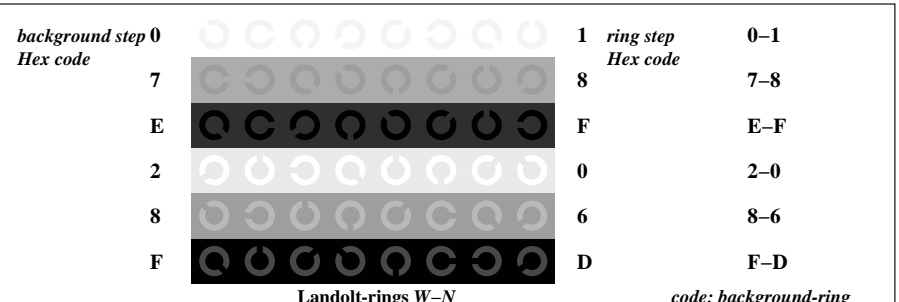 background step 0 1 ring step 0–1
Hex code Hex code
7 8 7–8
E F E–F
2 0 2–0
8 6 8–6
F D F–D
Landolt-rings W–N code: background-ring